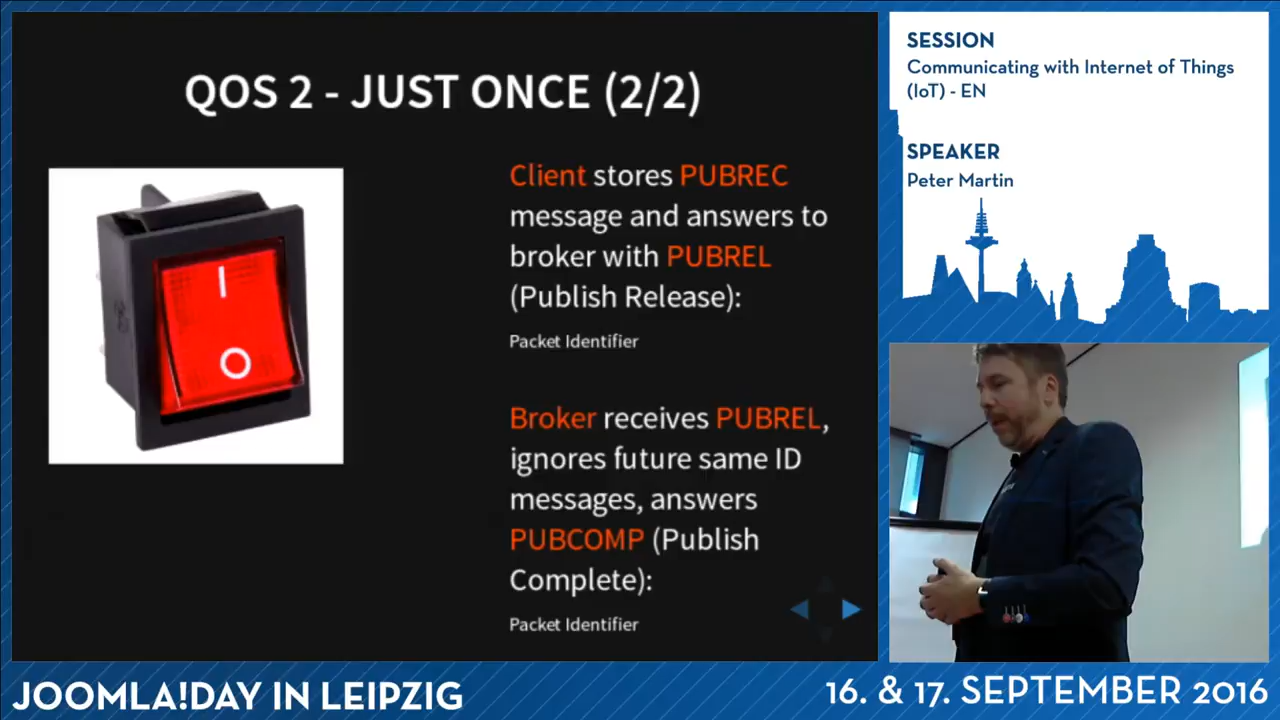 QOS 2 - JUST ONCE (2/2)
Client stores PUBREC
message and answers to
broker with PUBREL
(Publish Release):
Packet Identifier
Broker receives PUBREL,
ignores future same ID
messages, answers
PUBCOMP (Publish
Complete):
Packet Identifier
I
O
SESSION
Communicating with Internet of Things
(IoT) - EN
SPEAKER
Peter Martin
JOOMLA!DAY IN LEIPZIG
16. & 17. SEPTEMBER 2016